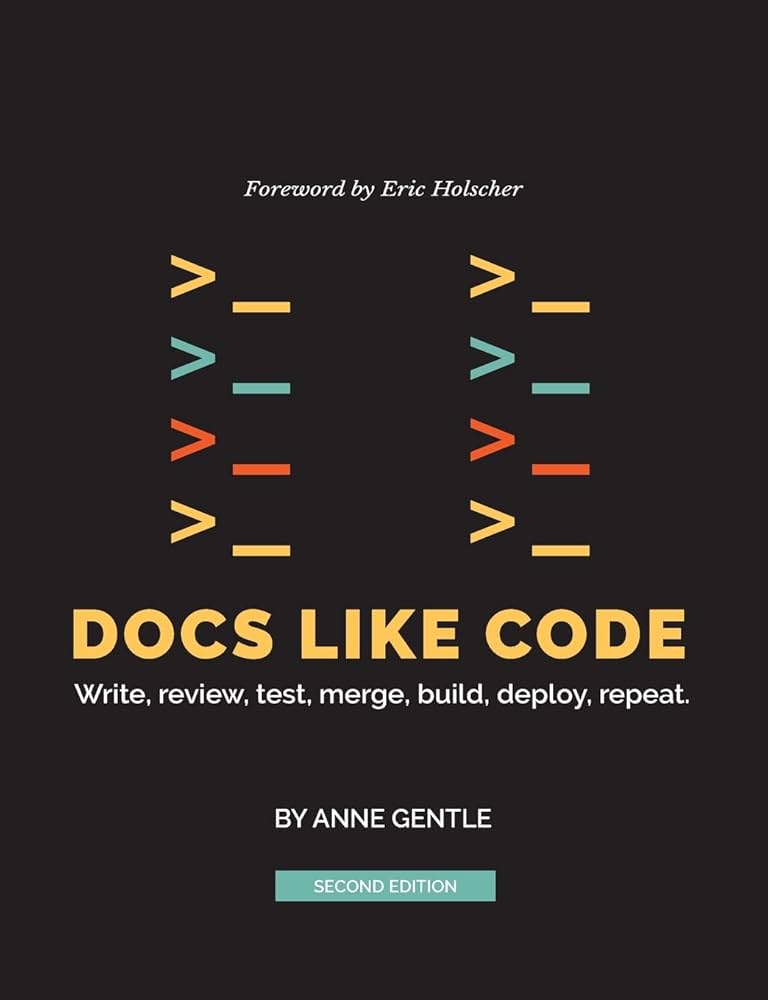 Foreword by Eric Holscher
>_ >_
>_ >_
>_ >_
>_ >_
DOCS LIKE CODE
Write, review, test, merge, build, deploy, repeat.
BY ANNE GENTLE
SECOND EDITION